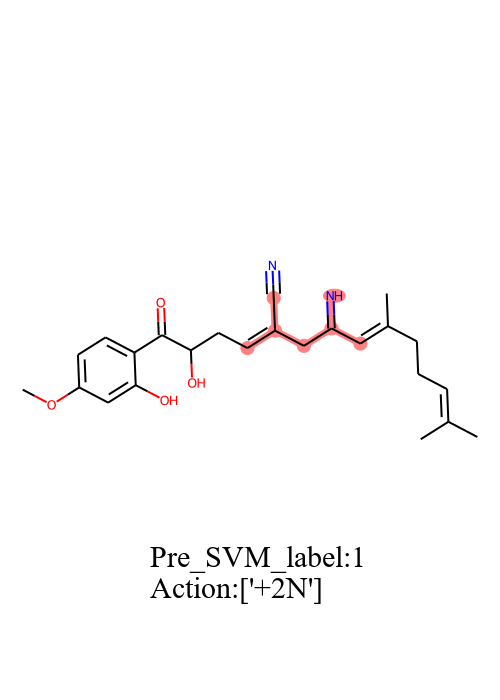 N
NH
O
OH
OH
O
Pre_SVM_label:1
Action:['+2N']